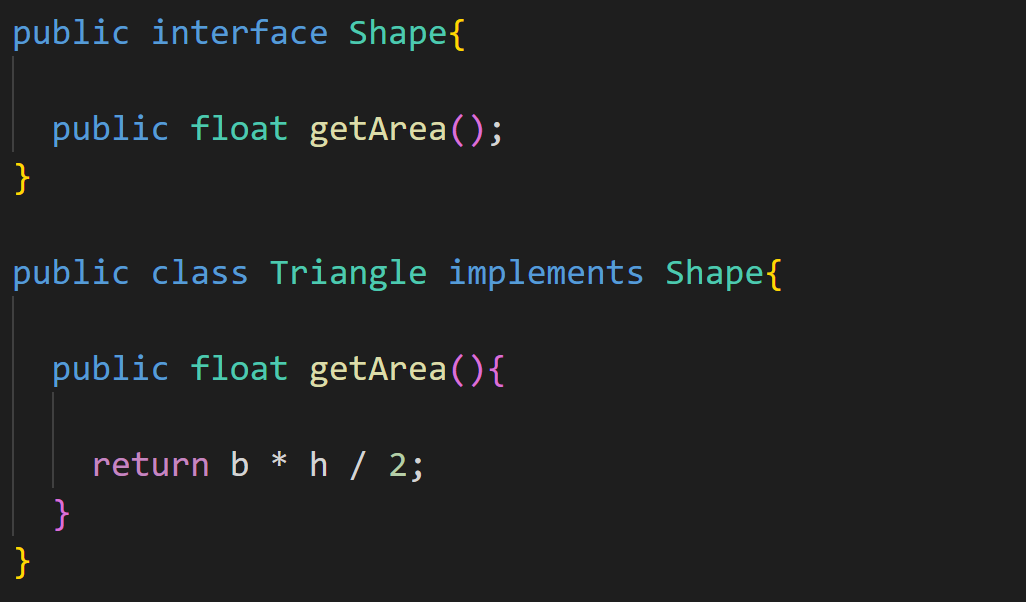 public interface Shape{
  public float getArea();
}
public class Triangle implements Shape{
  public float getArea(){
    return b * h / 2;
  }
}